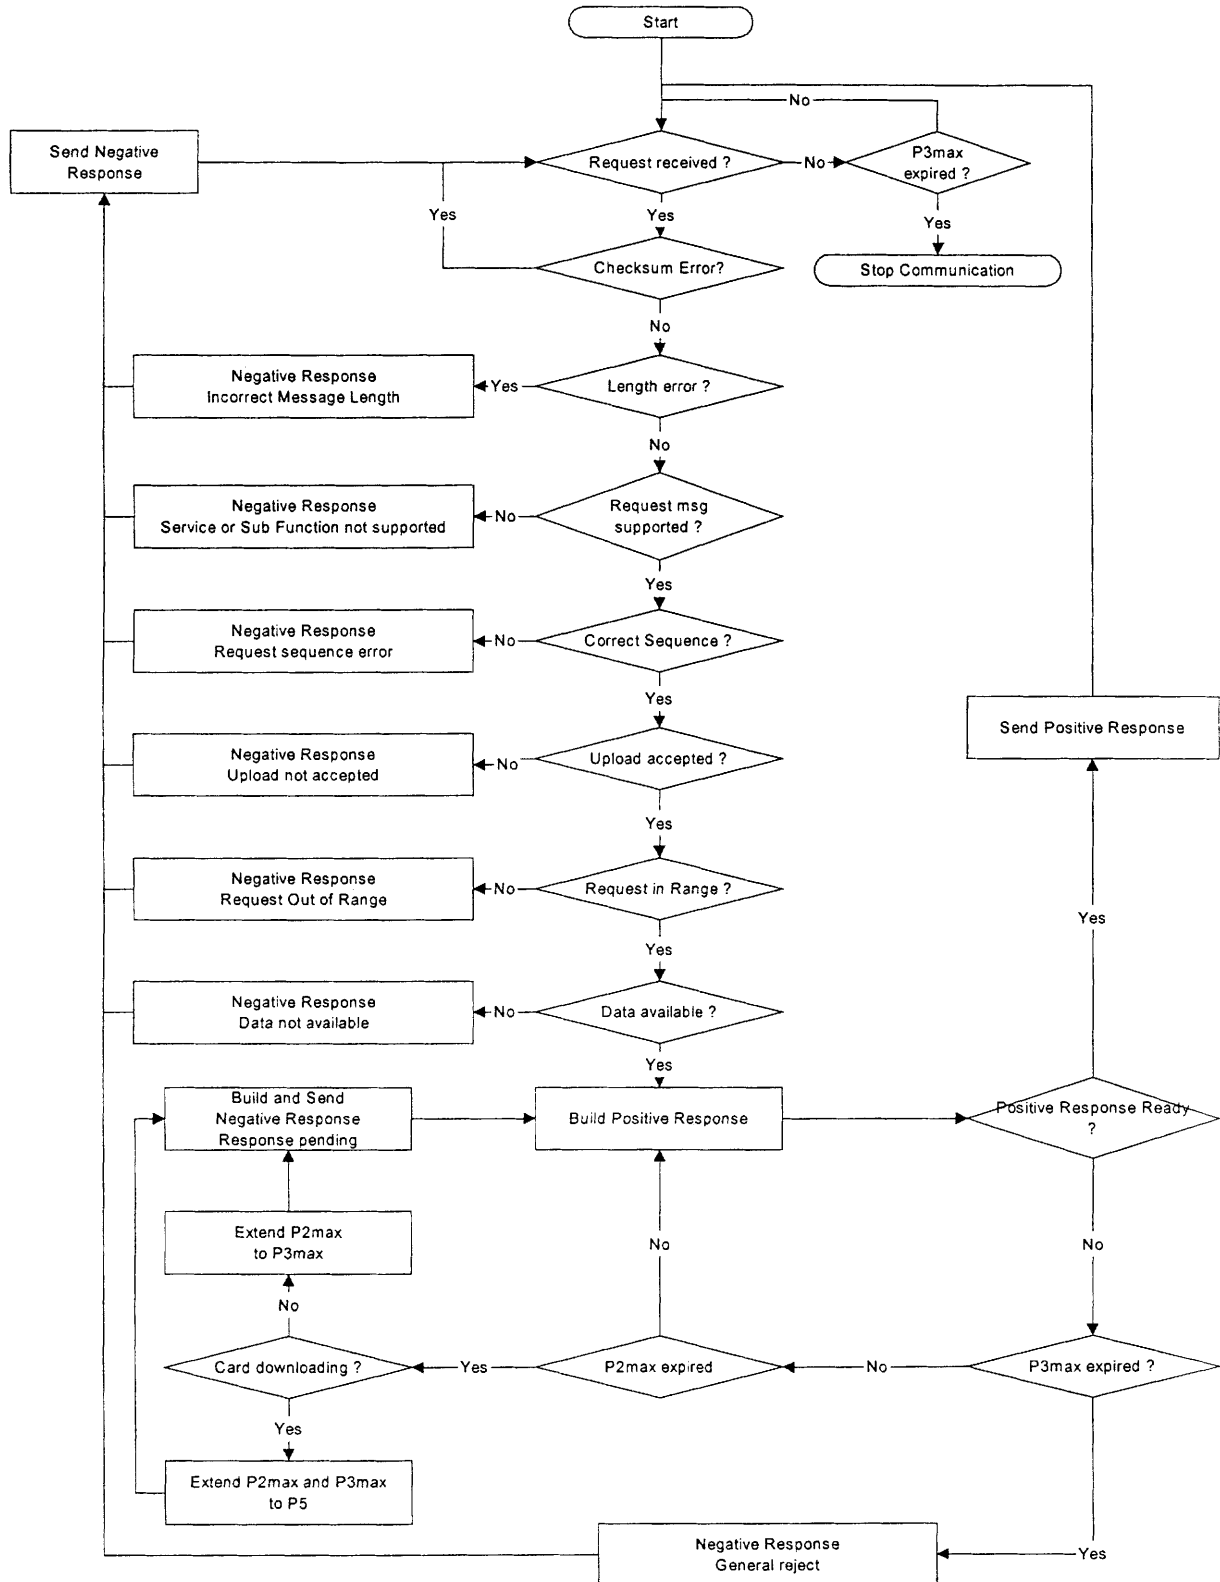 Start
No
Send Negative
Response
Request received ?
No
P3max
expired ?
Yes
Yes
Yes
Checksum Error?
Stop Communication
No
Negative Response
Incorrect Message Length
Yes
Length error ?
No
Negative Response
Service or Sub Function not supported
No
Request msg
supported ?
Yes
Negative Response
Request sequence error
No
Correct Sequence ?
Yes
Send Positive Response
Negative Response
Upload not accepted
No
Upload accepted ?
Yes
Negative Response
Request Out of Range
No
Request in Range ?
Yes
Yes
Negative Response
Data not available
No
Data available ?
Yes
Build and Send
Negative Response
Response pending
Build Positive Response
Positive Response Ready
?
Extend P2max
to P3max
No
No
No
Card downloading ?
Yes
P2max expired
No
P3max expired ?
Yes
Extend P2max and P3max
to P5
Negative Response
General reject
Yes